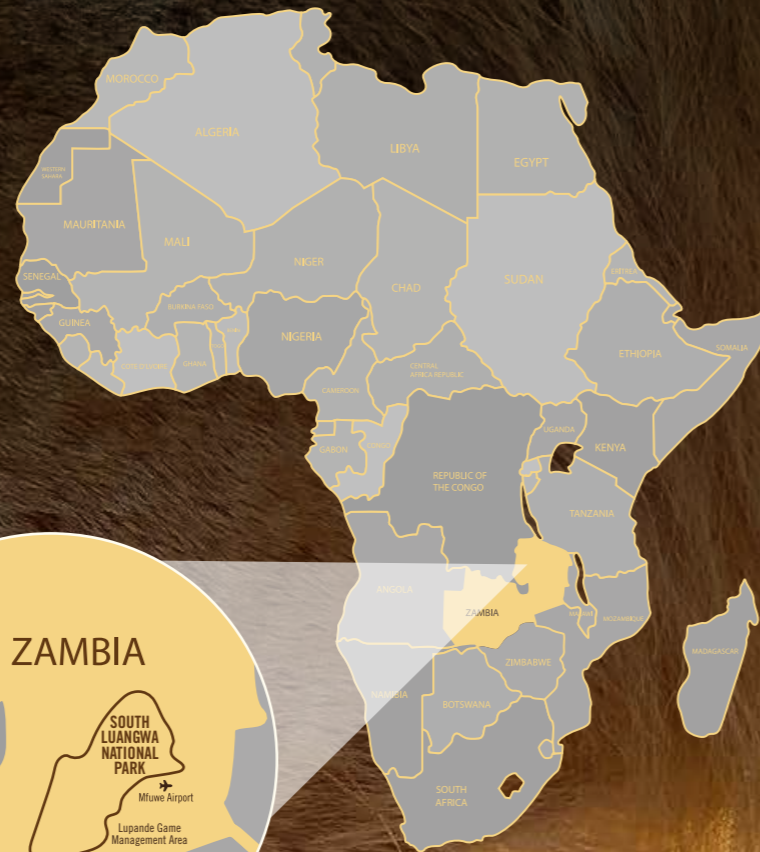 MOROCCO
ALGERIA
LIBYA
EGYPT
WESTERN
SAHARA
MAURITANIA
MALI
NIGER
CHAD
SUDAN
ERITREA
SENEGAL
BURKINA FASO
GUINEA
NIGERIA
COTE D'IVOIRE
GHANA
ETHIOPIA
SOMALIA
CENTRAL
AFRICA REPUBLIC
CAMEROON
UGANDA
KENYA
GABON
CONGO
REPUBLIC OF
THE CONGO
TANZANIA
ANGOLA
ZAMBIA
MOZAMBIQUE
MADAGASCAR
ZIMBABWE
NAMIBIA
BOTSWANA
SOUTH
AFRICA
ZAMBIA
SOUTH
LUANGWA
NATIONAL
PARK
Mfuwe Airport
Lupande Game
Management Area